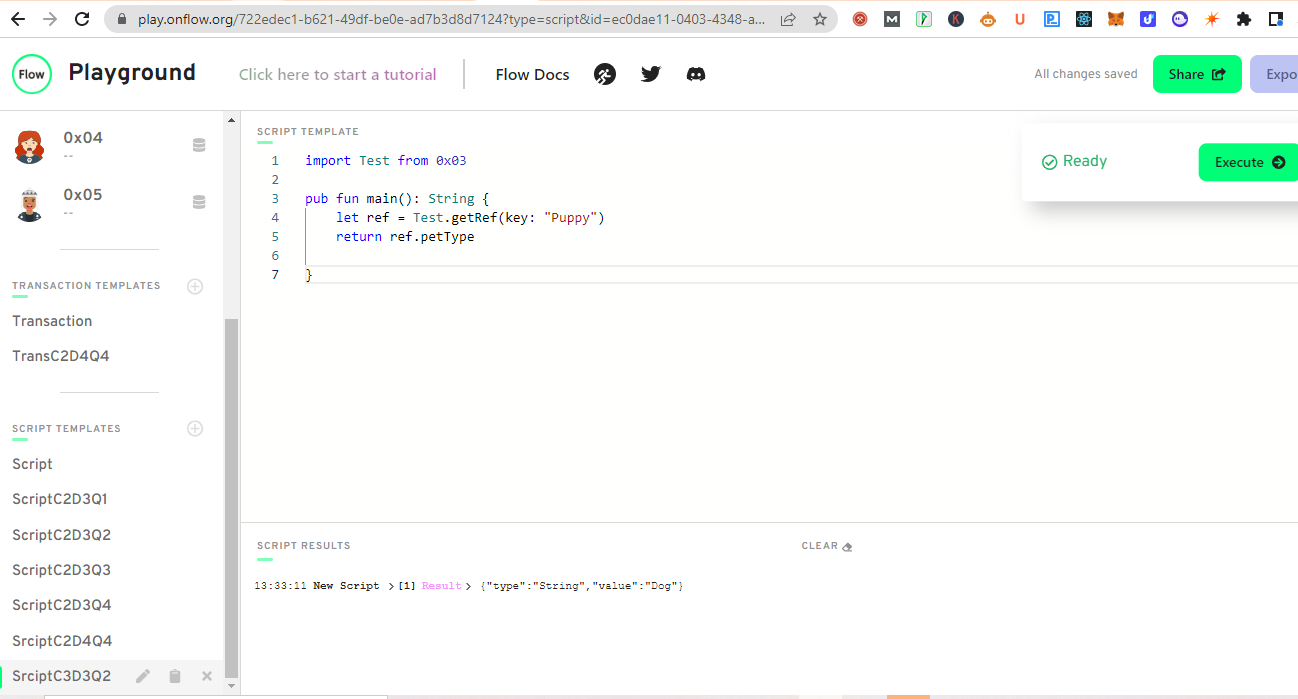 play.onflow.org/722edec1-b621-49df-be0e-ad7b3d8d7124?type=script&id=ec0dae11-0403-4348-a...
Flow
Playground
Click here to start a tutorial
Flow Docs
All changes saved
Share
Expo
0x04
--
0x05
--
TRANSACTION TEMPLATES
Transaction
TransC2D4Q4
SCRIPT TEMPLATES
Script
ScriptC2D3Q1
ScriptC2D3Q2
ScriptC2D3Q3
ScriptC2D3Q4
SrciptC2D4Q4
SrciptC3D3Q2
SCRIPT TEMPLATE
1 import Test from 0x03
2
3 pub fun main(): String {
4 let ref = Test.getRef(key: "Puppy")
5 return ref.petType
6
7 }
Ready
Execute
SCRIPT RESULTS
CLEAR
13:33:11 New Script > [1] Result > {"type":"String","value":"Dog"}